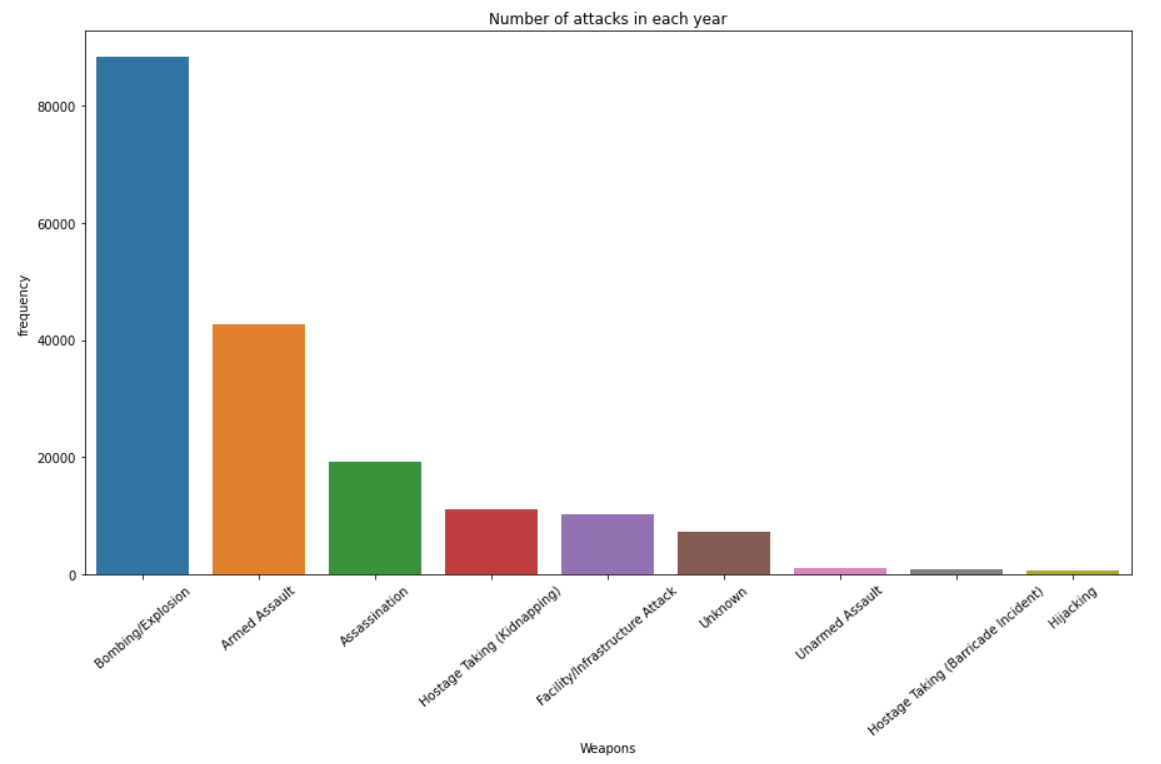 Number of attacks in each year
80000
60000
40000
20000
0
frequency
Bombing/Explosion
Armed Assault
Assassination
Hostage Taking (Kidnapping)
Facility/Infrastructure Attack
Unknown
Unarmed Assault
Hostage Taking (Barricade Incident)
Hijacking
Weapons